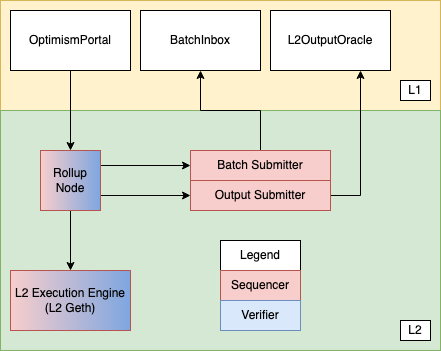 OptimismPortal
BatchInbox
L2OutputOracle
L1
Rollup
Node
Batch Submitter
Output Submitter
L2 Execution Engine
(L2 Geth)
Legend
Sequencer
Verifier
L2